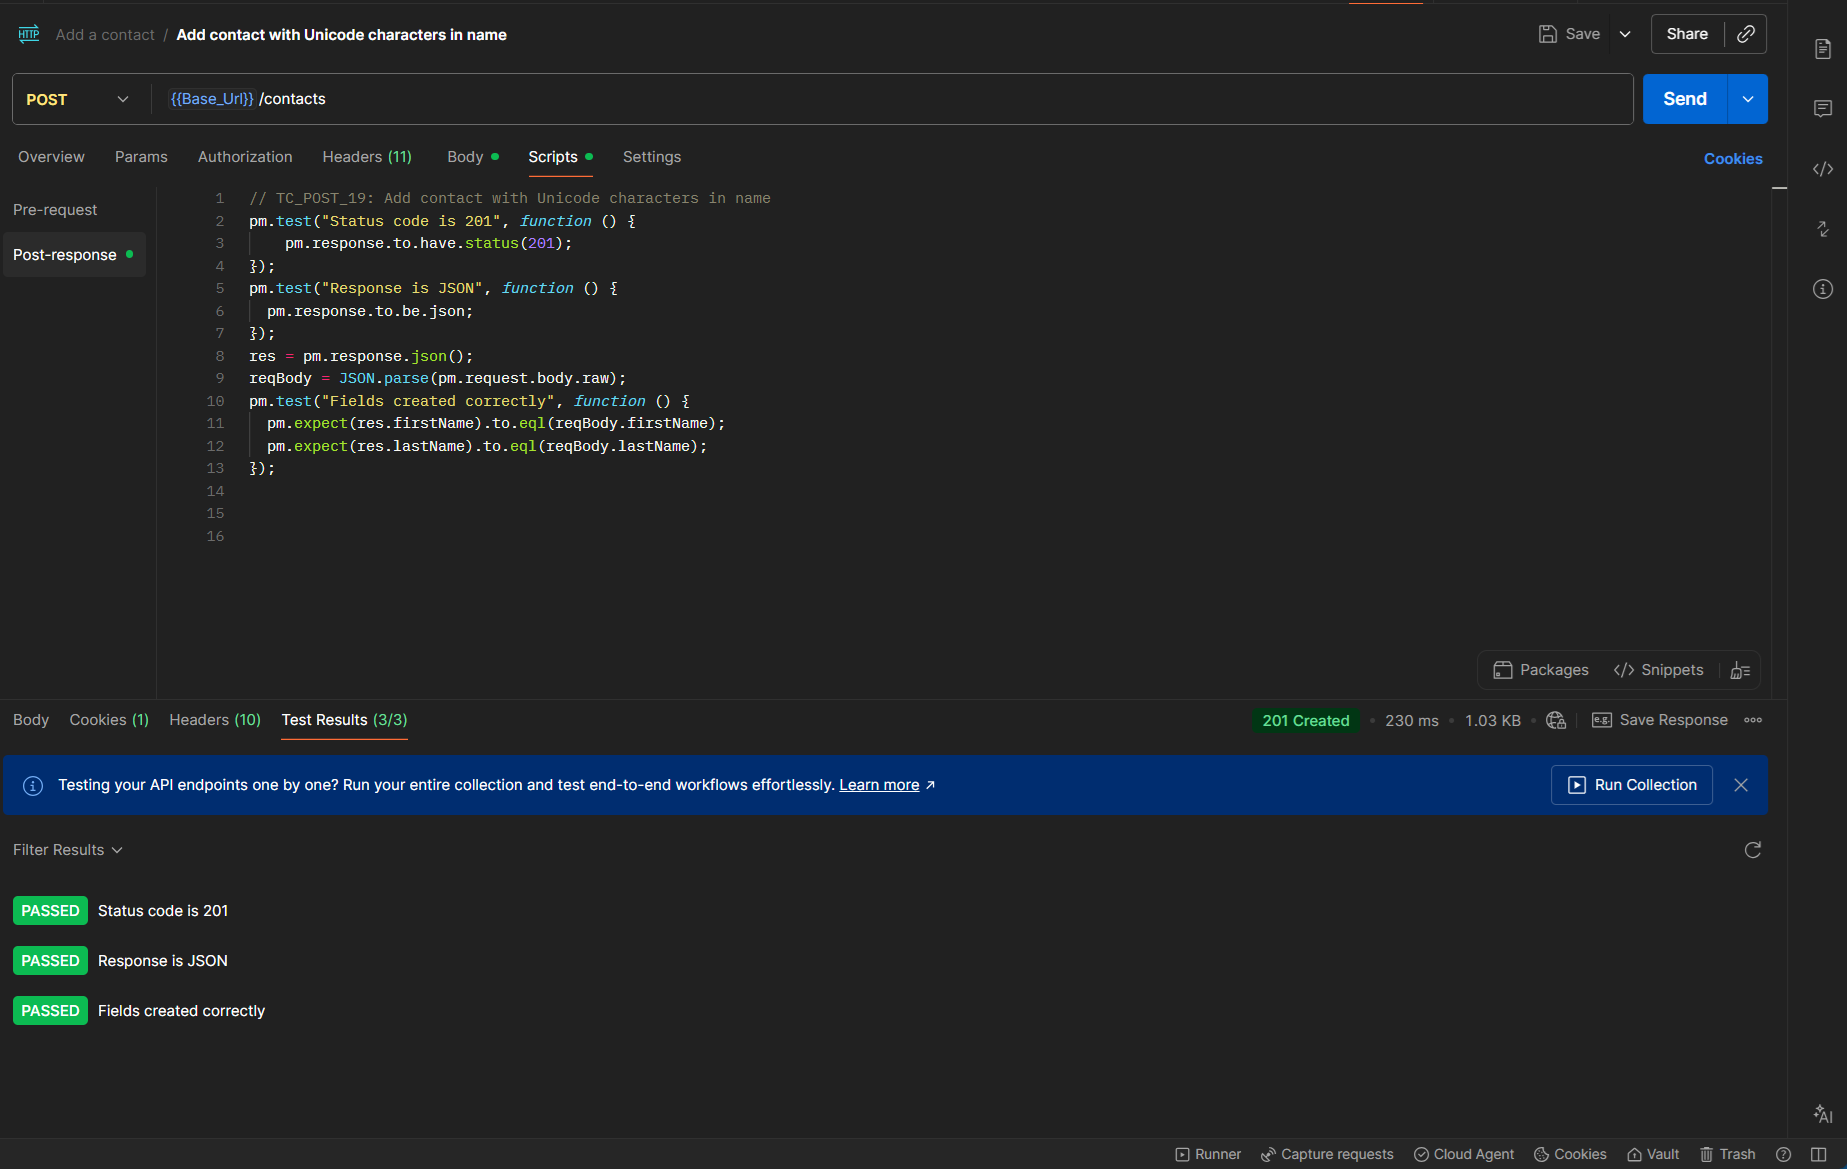 HTTP Add a contact / Add contact with Unicode characters in name Save Share
POST {{Base_Url}} /contacts Send
Overview Params Authorization Headers (11) Body Scripts Settings Cookies
Pre-request
Post-response
1 // TC_POST_19: Add contact with Unicode characters in name
2 pm.test("Status code is 201", function () {
3 pm.response.to.have.status(201);
4 });
5 pm.test("Response is JSON", function () {
6 pm.response.to.be.json;
7 });
8 res = pm.response.json();
9 reqBody = JSON.parse(pm.request.body.raw);
10 pm.test("Fields created correctly", function () {
11 pm.expect(res.firstName).to.eql(reqBody.firstName);
12 pm.expect(res.lastName).to.eql(reqBody.lastName);
13 });
14
15
16
Packages </> Snippets
Body Cookies (1) Headers (10) Test Results (3/3) 201 Created • 230 ms • 1.03 KB • e.g. Save Response
Testing your API endpoints one by one? Run your entire collection and test end-to-end workflows effortlessly. Learn more ↗ Run Collection
Filter Results
PASSED Status code is 201
PASSED Response is JSON
PASSED Fields created correctly
AI
Runner Capture requests Cloud Agent Cookies Vault Trash